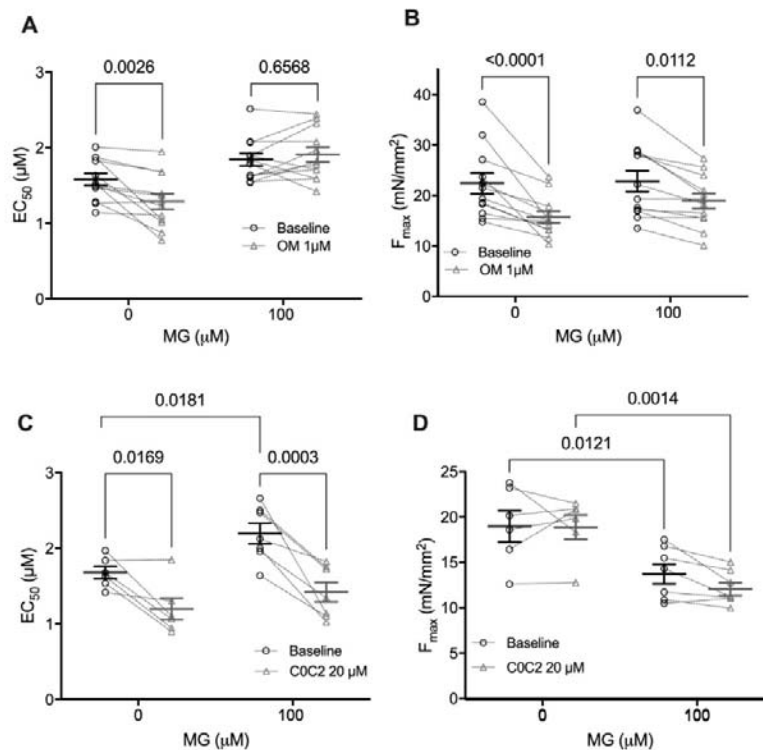 A
0.0026
0.6568
3
2
1
0
EC50 (μM)
Baseline
OM 1μM
0
100
MG (μM)
B
<0.0001
0.0112
40
30
20
10
0
Fmax (mN/mm²)
Baseline
OM 1μM
0
100
MG (μM)
C
0.0181
0.0169
0.0003
3
2
1
0
EC50 (μM)
Baseline
C0C2 20 μM
0
100
MG (μM)
D
0.0014
0.0121
25
20
15
10
5
0
Fmax (mN/mm²)
Baseline
C0C2 20 μM
0
100
MG (μM)